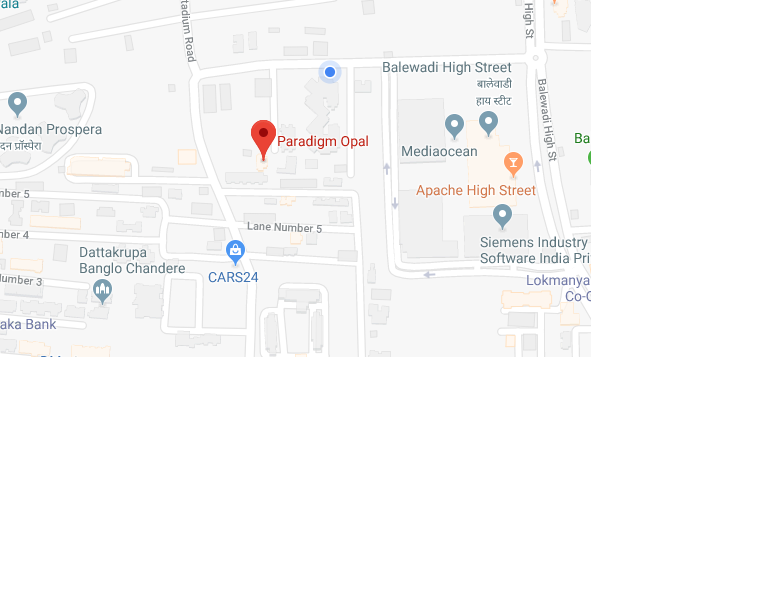 ala
tadium Road
High St
Balewadi High Street
बालेवाडी
हाय स्टीट
Balewadi High St
Nandan Prospera
दन प्रॉस्पेरा
Paradigm Opal
Mediaocean
Ba
Apache High Street
mber 5
Lane Number 5
mber 4
Siemens Industry
Software India Pri
Dattakrupa
Banglo Chandere
CARS24
umber 3
Lokmanya
Co-O
aka Bank